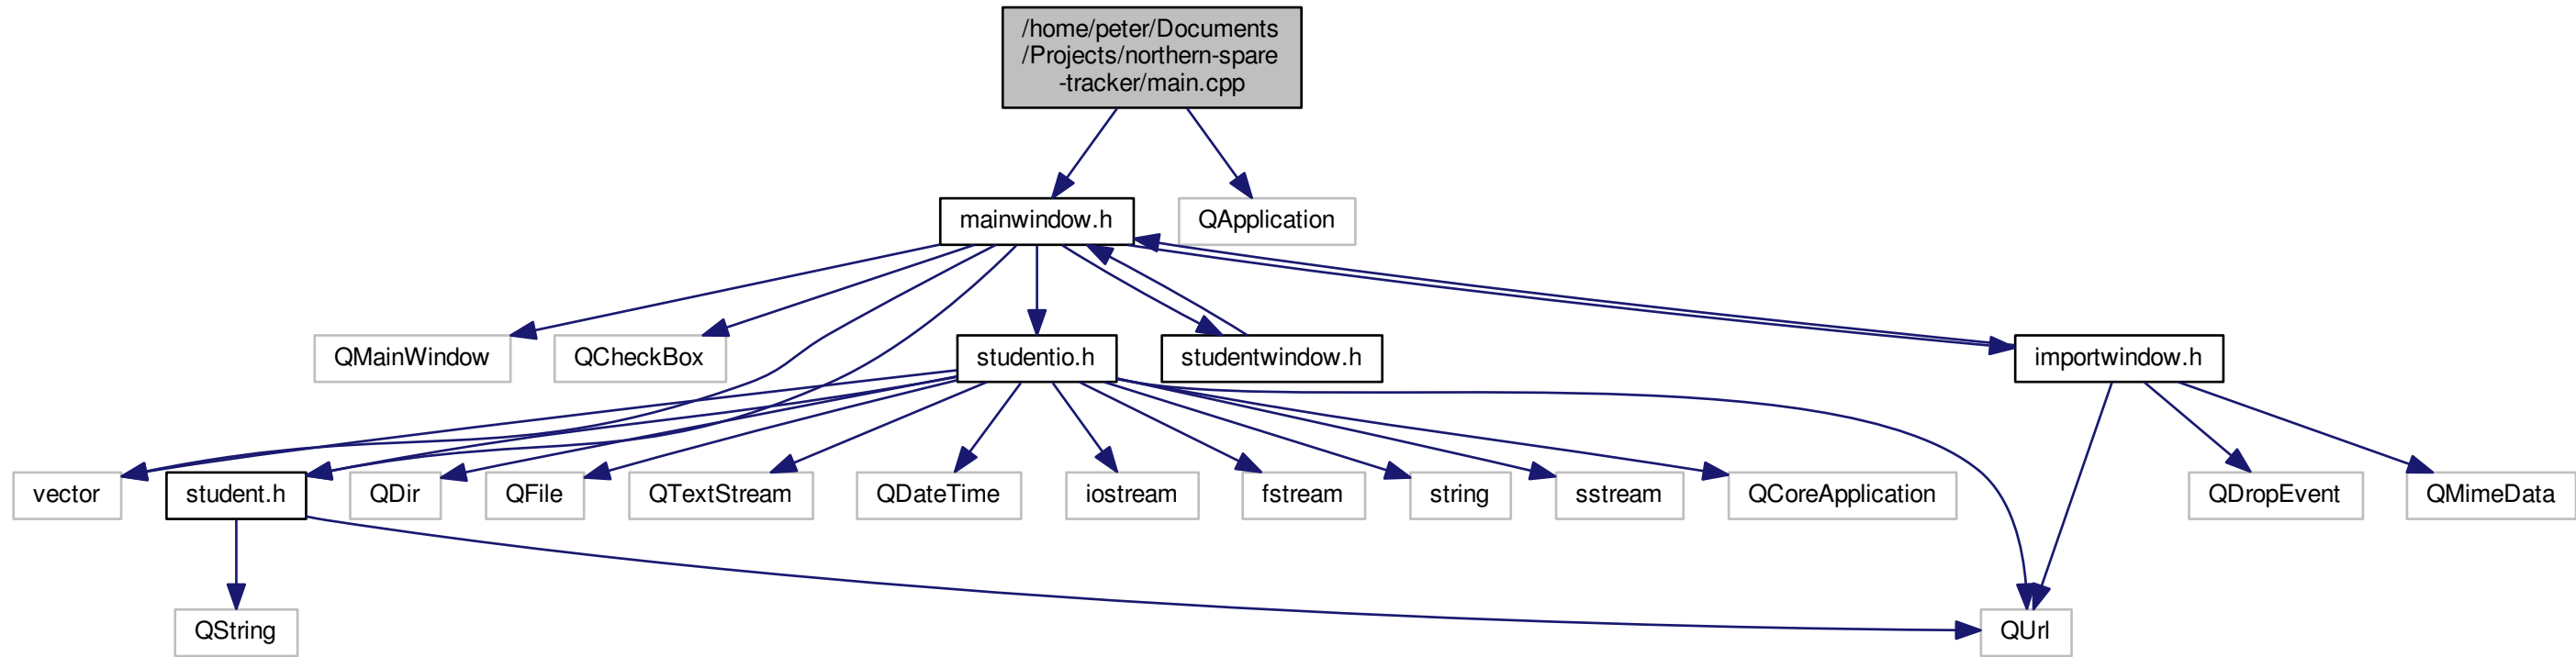 /home/peter/Documents
/Projects/northern-spare
-tracker/main.cpp
mainwindow.h
QApplication
QMainWindow
QCheckBox
studentio.h
studentwindow.h
importwindow.h
vector
student.h
QDir
QFile
QTextStream
QDateTime
iostream
fstream
string
sstream
QCoreApplication
QDropEvent
QMimeData
QString
QUrl